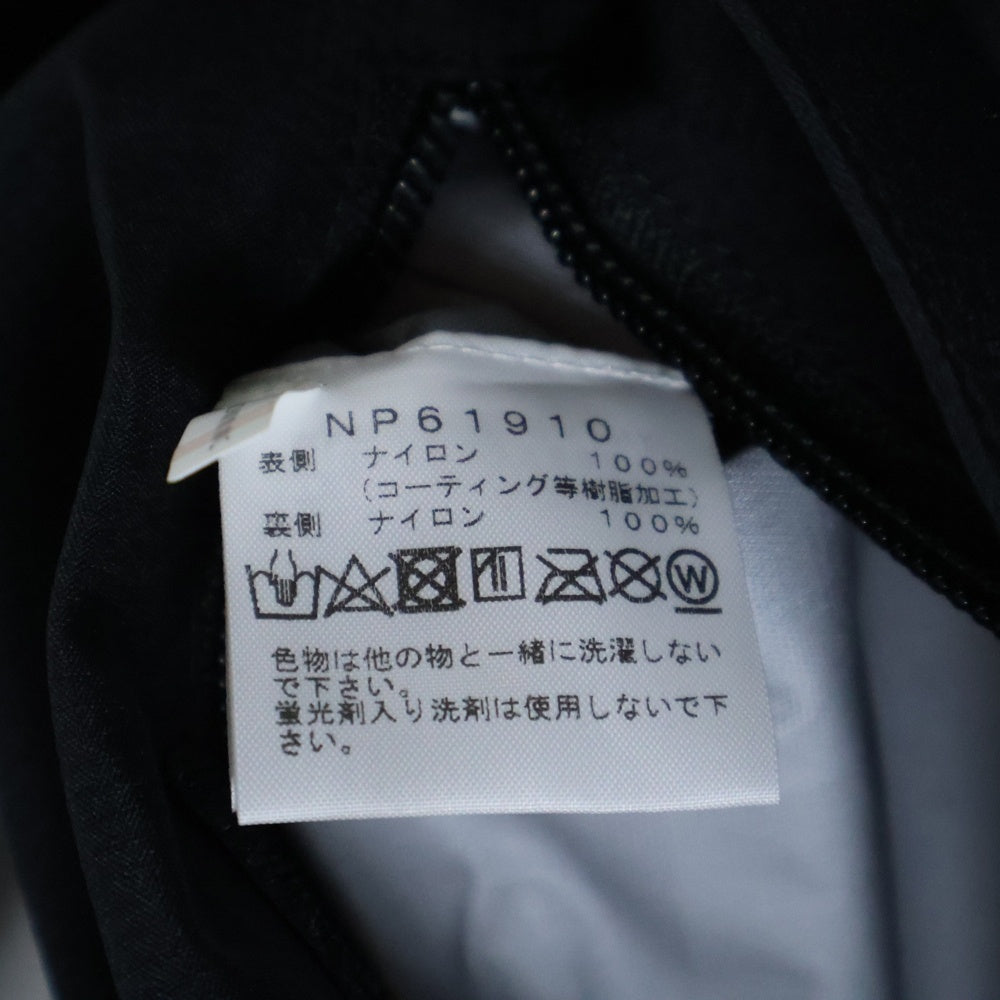 NP61910
表側 ナイロン 100%
(コーティング等樹脂加工)
裏側 ナイロン 100%
W
色物は他の物と一緒に洗濯しない
で下さい。
蛍光剤入り洗剤は使用しないで下
さい。